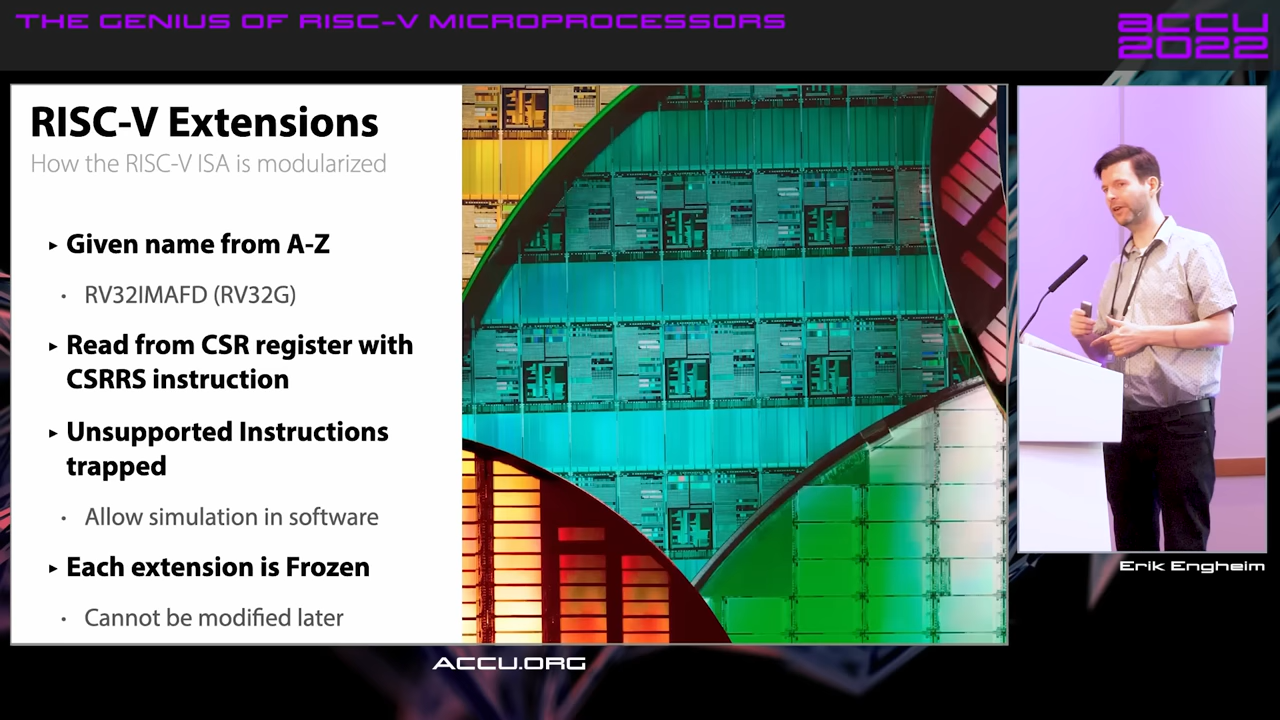 THE GENIUS OF RISC-V MICROPROCESSORS
ACCU
2022
RISC-V Extensions
How the RISC-V ISA is modularized
▸ Given name from A-Z
• RV32IMAFD (RV32G)
▸ Read from CSR register with
CSRRS instruction
▸ Unsupported Instructions
trapped
• Allow simulation in software
▸ Each extension is Frozen
• Cannot be modified later
Erik Engheim
ACCU.ORG